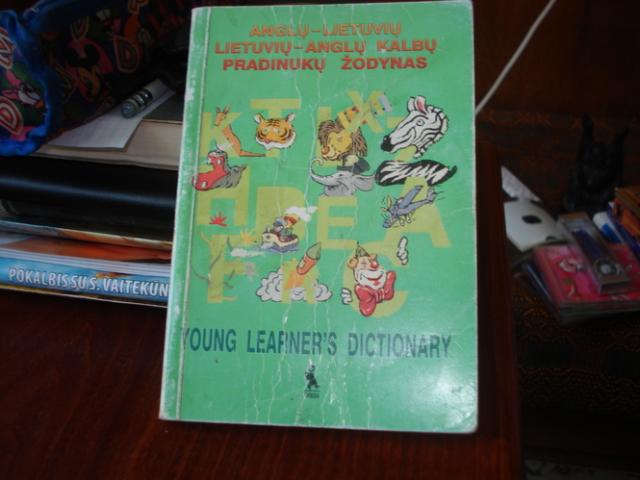 ANGLŲ-LIETUVIŲ
LIETUVIŲ-ANGLŲ KALBŲ
PRADINUKŲ ŽODYNAS
YOUNG LEARNER'S DICTIONARY
POKALBIS SU S. VAITEKŪN